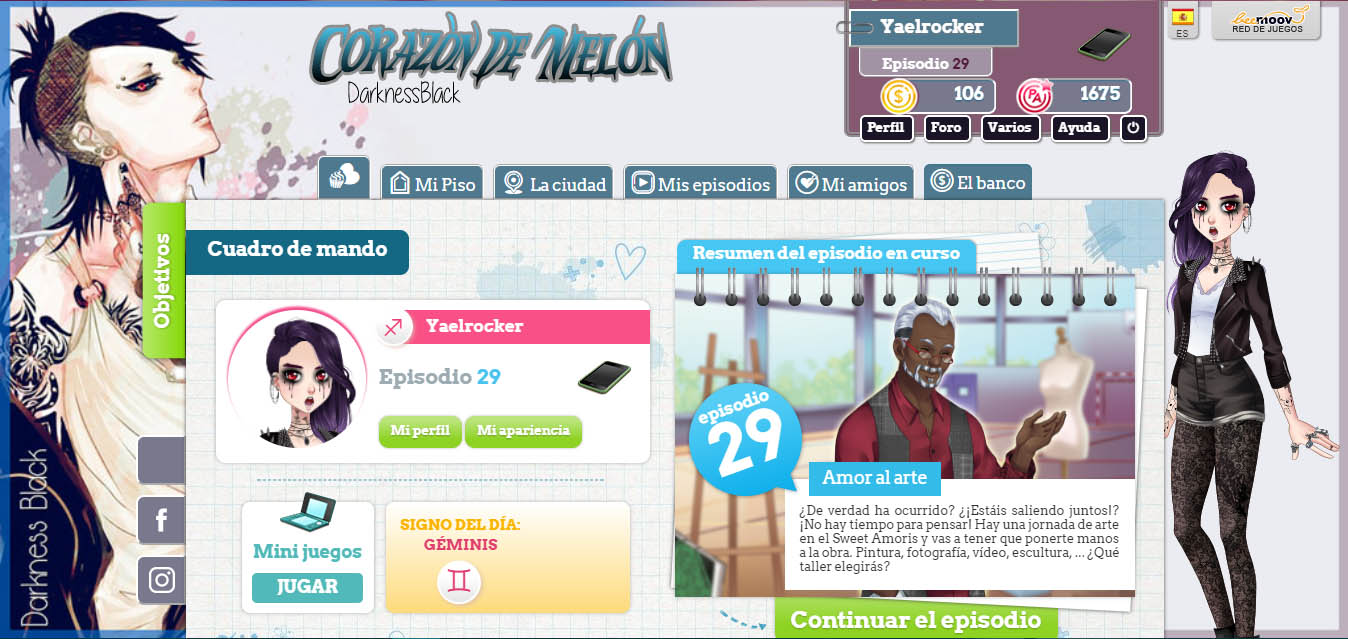 CORAZÓN DE MELÓN
DarknessBlack
Yaelrocker
Episodio 29
106
PA
1675
Perfil
Foro
Varios
Ayuda
ES
beemoov
RED DE JUEGOS
Mi Piso
La ciudad
Mis episodios
Mi amigos
El banco
Objetivos
Cuadro de mando
Yaelrocker
Episodio 29
Mi perfil
Mi apariencia
Mini juegos
JUGAR
SIGNO DEL DÍA:
GÉMINIS
Resumen del episodio en curso
episodio
29
Amor al arte
¿De verdad ha ocurrido? ¿¡Estáis saliendo juntos!?
¡No hay tiempo para pensar! Hay una jornada de arte
en el Sweet Amoris y vas a tener que ponerte manos
a la obra. Pintura, fotografía, vídeo, escultura, ... ¿Qué
taller elegirás?
Continuar el episodio
Darkness Black